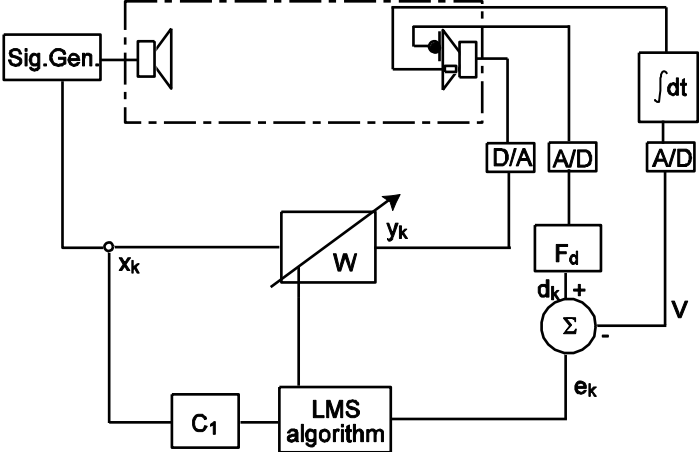 Sig.Gen.
∫dt
D/A
A/D
A/D
yk
xk
W
Fd
dk +
Σ
-
V
ek
C1
LMS
algorithm